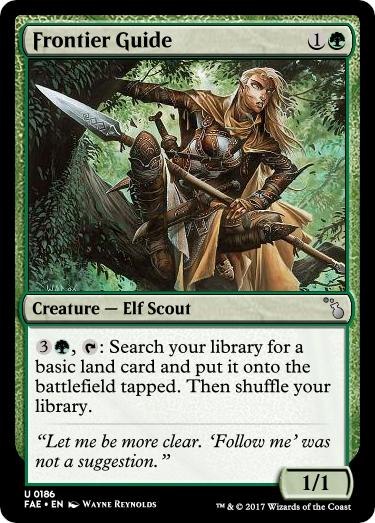 Frontier Guide 1
Creature — Elf Scout
3, : Search your library for a
basic land card and put it onto the
battlefield tapped. Then shuffle your
library.
“Let me be more clear. ‘Follow me’ was
not a suggestion.”
1/1
U 0186
FAE • EN Wayne Reynolds
™ & © 2017 Wizards of the Coast